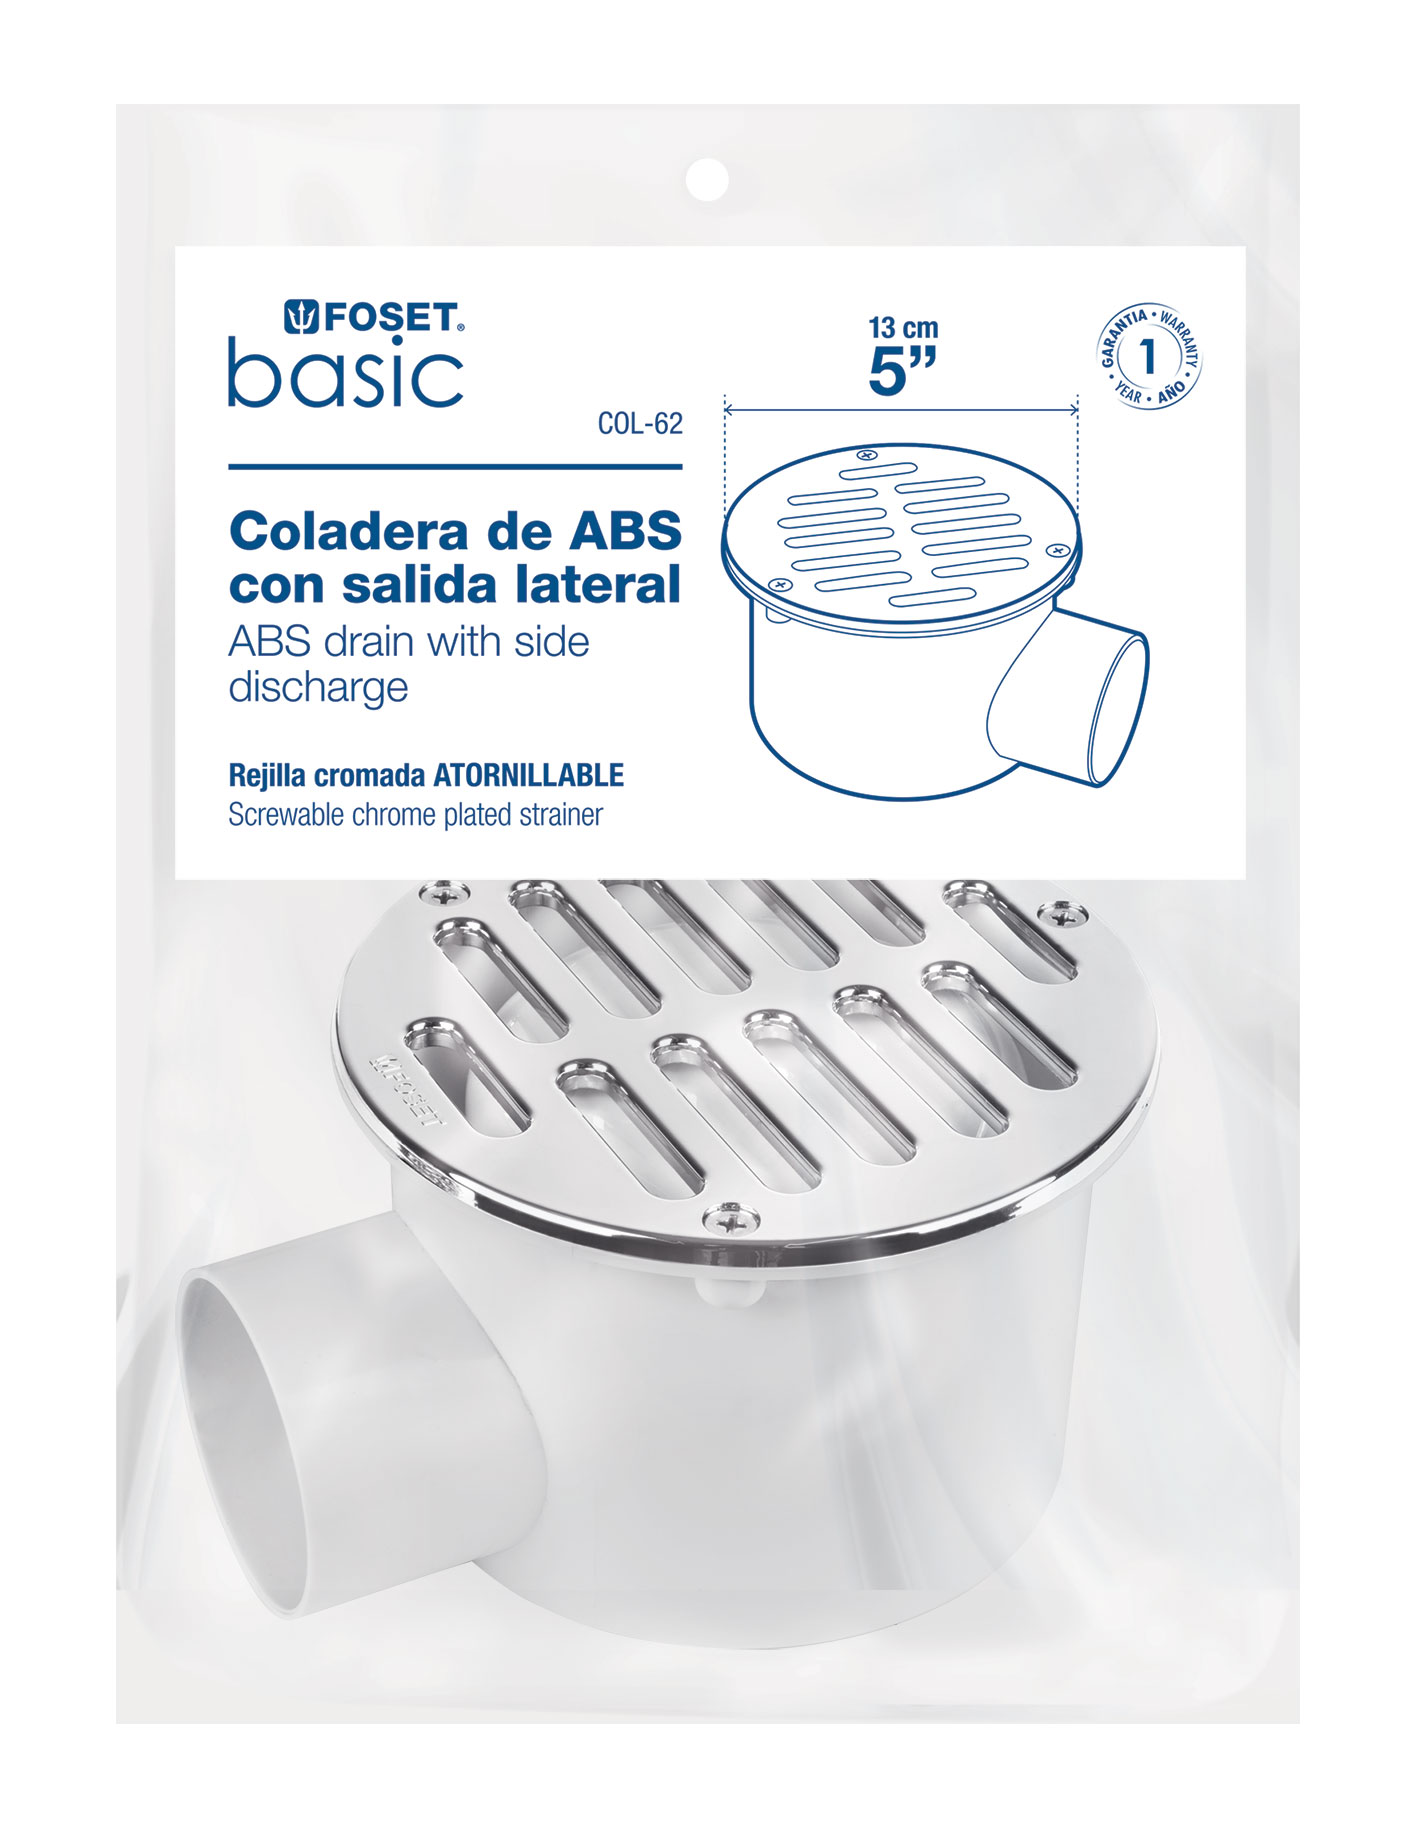 FOSET®
basic
COL-62
Coladera de ABS
con salida lateral
ABS drain with side
discharge
Rejilla cromada ATORNILLABLE
Screwable chrome plated strainer
13 cm
5”
GARANTIA • WARRANTY •
1
YEAR • AÑO •
FOSET